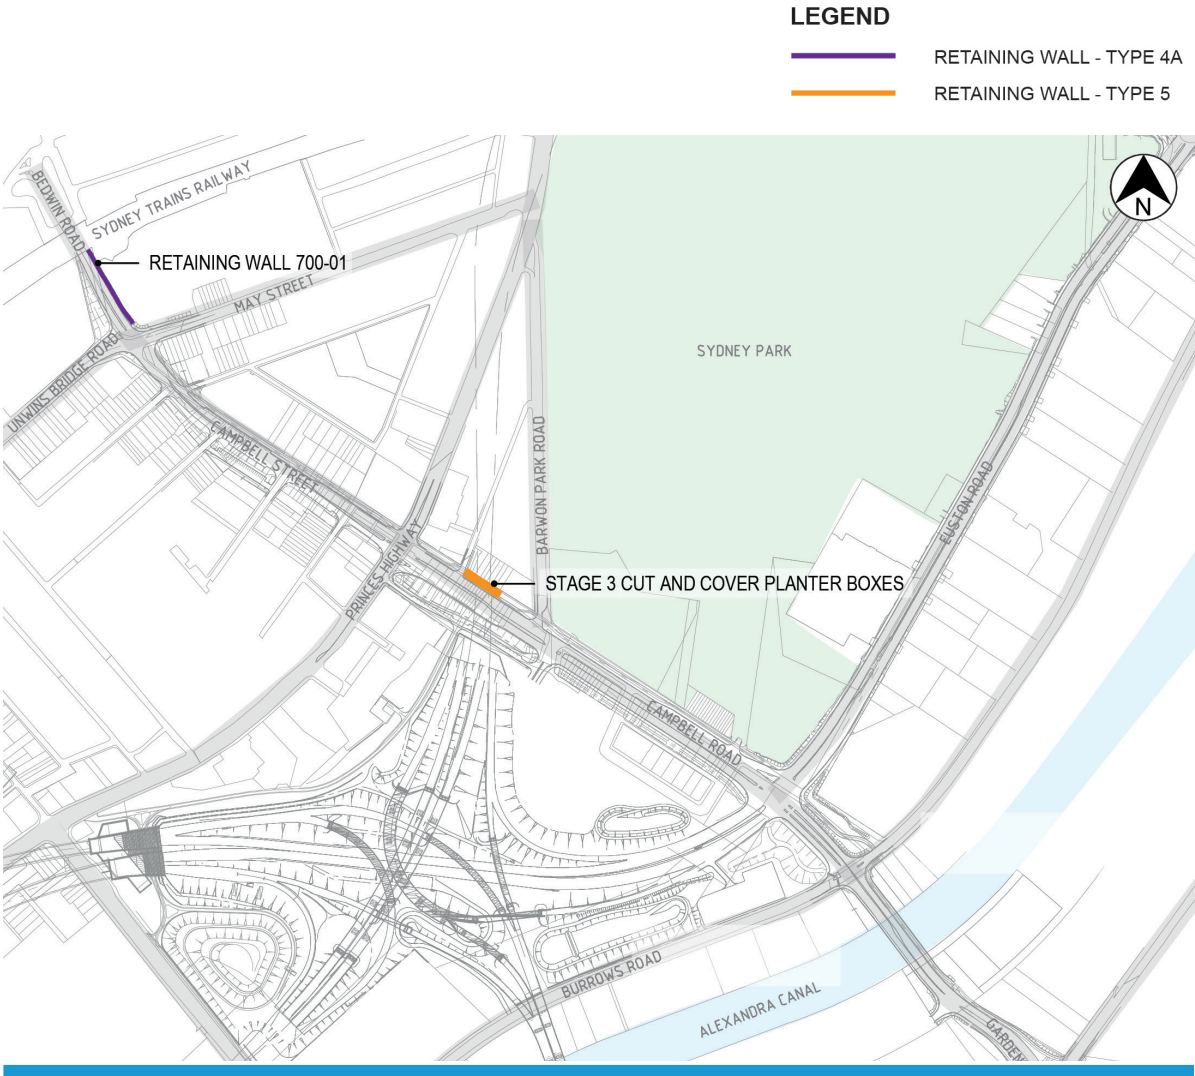 LEGEND
RETAINING WALL - TYPE 4A
RETAINING WALL - TYPE 5
N
BEDWIN ROAD
SYDNEY TRAINS RAILWAY
RETAINING WALL 700-01
MAY STREET
UNWINS BRIDGE ROAD
SYDNEY PARK
CAMPBELL STREET
BARWON PARK ROAD
EUSTON ROAD
PRINCES HIGHWAY
STAGE 3 CUT AND COVER PLANTER BOXES
CAMPBELL ROAD
BURROWS ROAD
ALEXANDRA CANAL
GARDEN